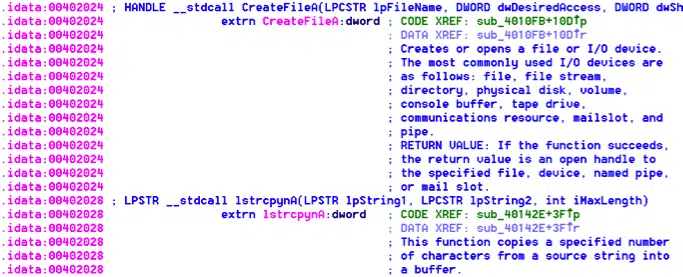 .idata:00402024 ; HANDLE __stdcall CreateFileA(LPCSTR lpFileName, DWORD dwDesiredAccess, DWORD dwSh
.idata:00402024 extrn CreateFileA:dword ; CODE XREF: sub_4010FB+10D↑p
.idata:00402024 ; DATA XREF: sub_4010FB+10D↑r
.idata:00402024 ; Creates or opens a file or I/O device.
.idata:00402024 ; The most commonly used I/O devices are
.idata:00402024 ; as follows: file, file stream,
.idata:00402024 ; directory, physical disk, volume,
.idata:00402024 ; console buffer, tape drive,
.idata:00402024 ; communications resource, mailslot, and
.idata:00402024 ; pipe.
.idata:00402024 ; RETURN VALUE: If the function succeeds,
.idata:00402024 ; the return value is an open handle to
.idata:00402024 ; the specified file, device, named pipe,
.idata:00402024 ; or mail slot.
.idata:00402028 ; LPSTR __stdcall lstrcpynA(LPSTR lpString1, LPCSTR lpString2, int iMaxLength)
.idata:00402028 extrn lstrcpynA:dword ; CODE XREF: sub_40142E+3F↑p
.idata:00402028 ; DATA XREF: sub_40142E+3F↑r
.idata:00402028 ; This function copies a specified number
.idata:00402028 ; of characters from a source string into
.idata:00402028 ; a buffer.